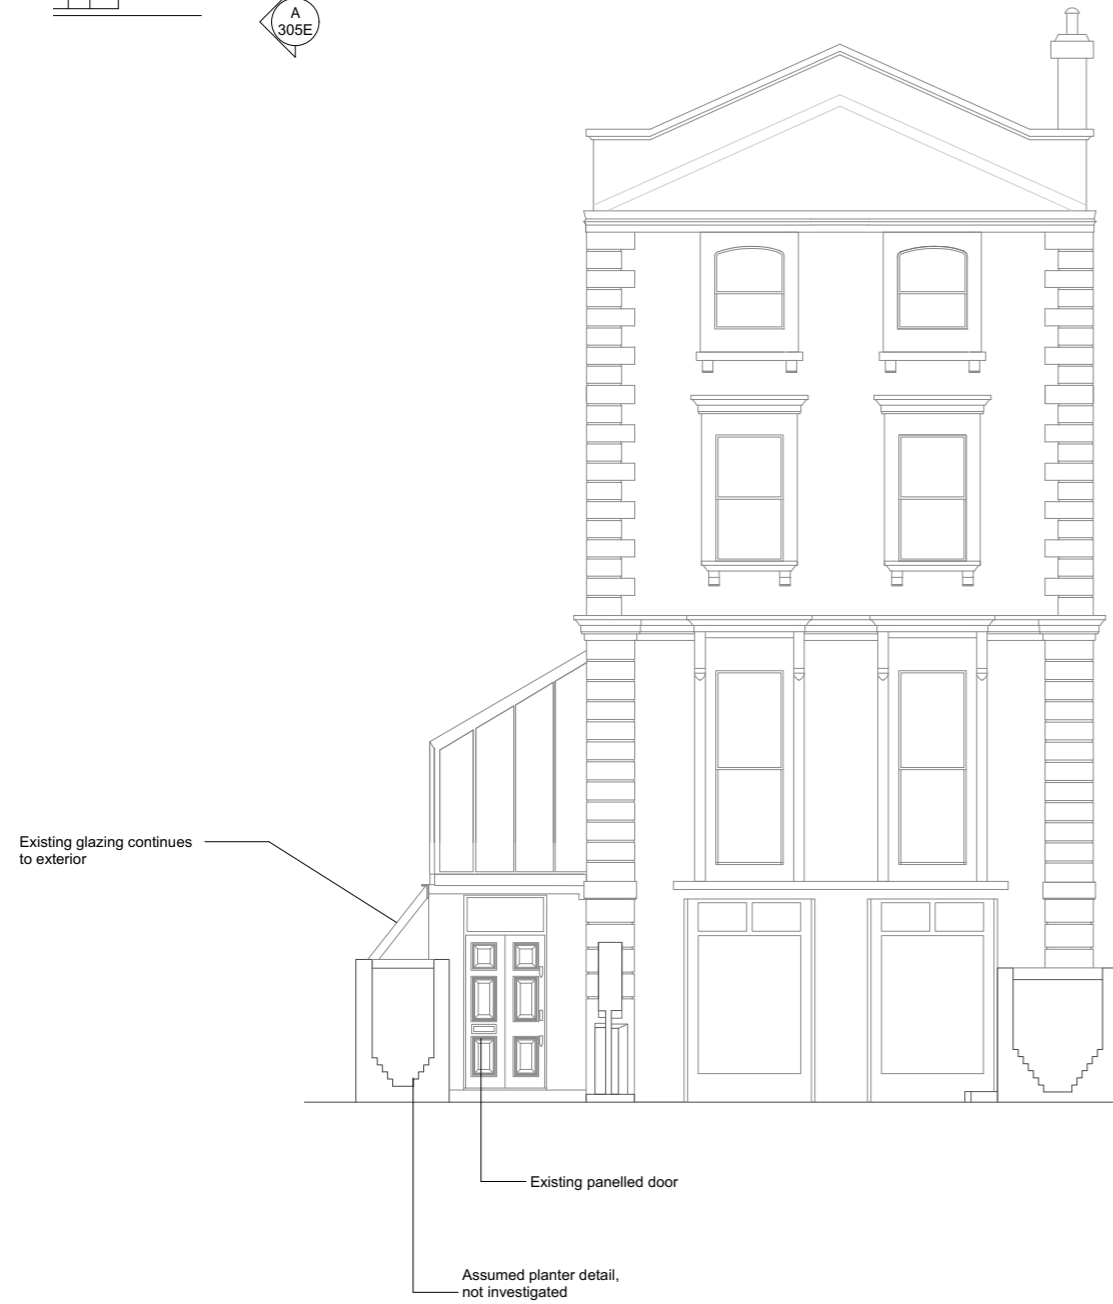 A
305E
Existing glazing continues
to exterior
Existing panelled door
Assumed planter detail,
not investigated